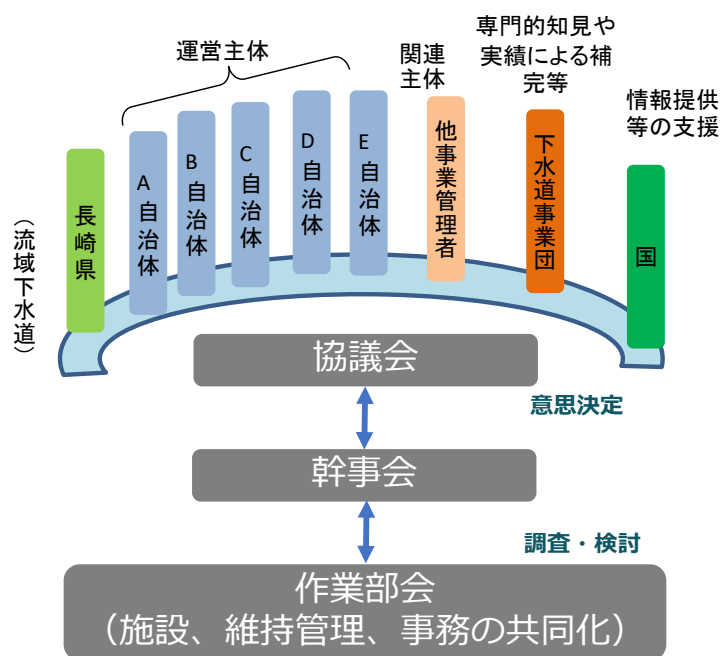 運営主体
関連
主体
専門的知見や
実績による補
完等
情報提供
等の支援
（流域下水道）
長崎県
A自治体
B自治体
C自治体
D自治体
E自治体
他事業管理者
下水道事業団
国
協議会
意思決定
幹事会
調査・検討
作業部会
（施設、維持管理、事務の共同化）